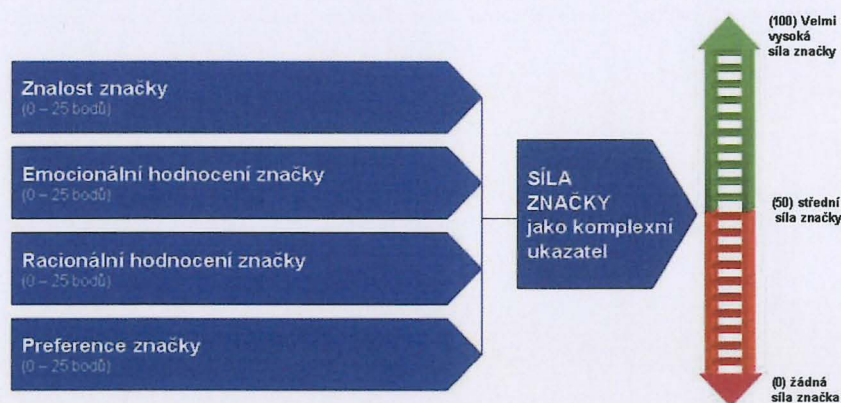 Znalost značky
(0 – 25 bodů)
Emocionální hodnocení značky
(0 – 25 bodů)
Racionální hodnocení značky
(0 – 25 bodů)
Preference značky
(0 – 25 bodů)
SÍLA
ZNAČKY
jako komplexní
ukazatel
(100) Velmi
vysoká
síla značky
(50) střední
síla značky
(0) žádná
síla značka